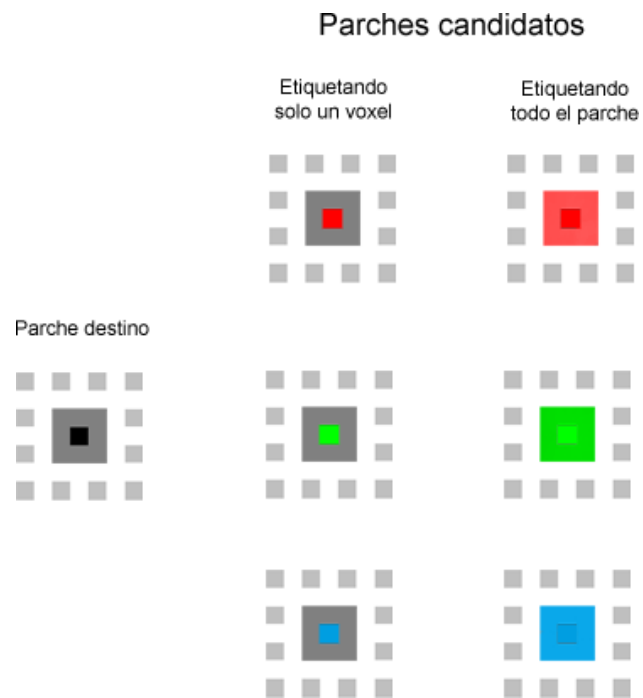 Parches candidatos
Etiquetando
solo un voxel
Etiquetando
todo el parche
Parche destino